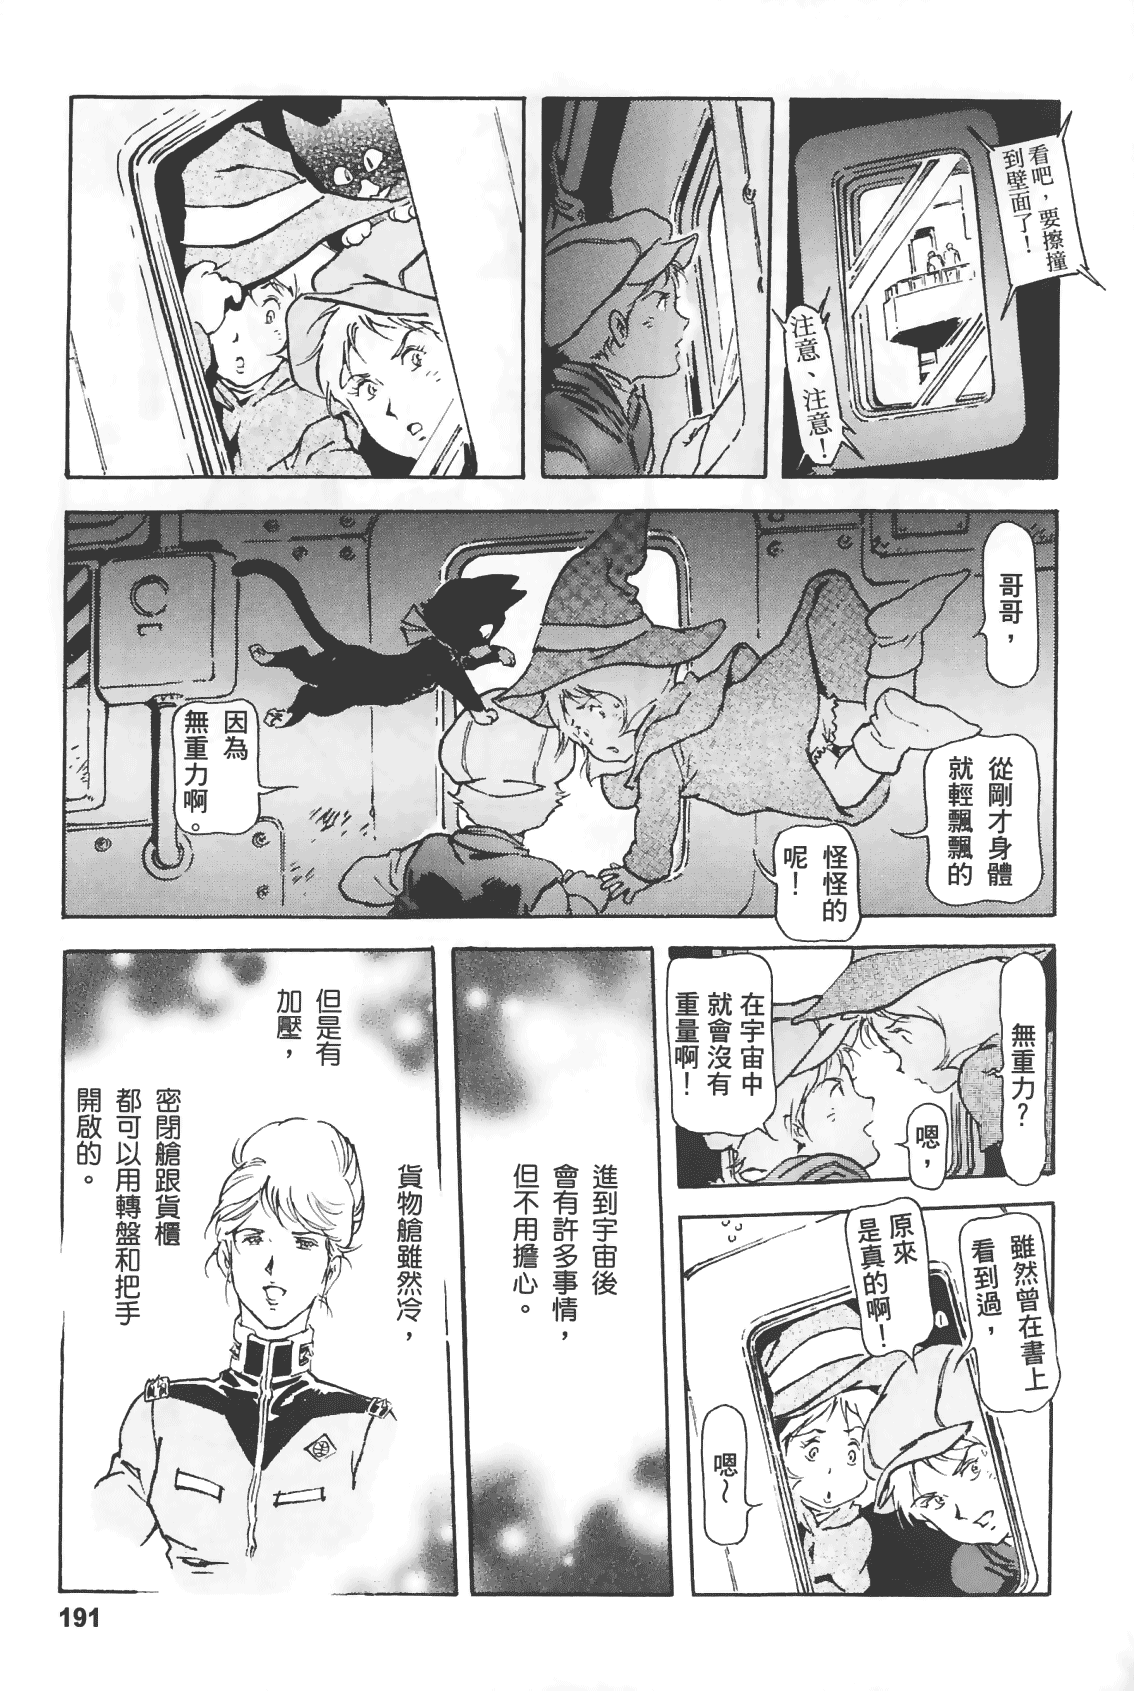 看吧，要擦撞
到壁面了！
注意、注意！
哥哥，
從剛才身體
就輕飄飄的
怪怪的
呢！
因為
無重力啊。
無重力？
嗯，
在宇宙中
就會沒有
重量啊！
雖然曾在書上
看到過，
原來
是真的啊！
嗯～
進到宇宙後
會有許多事情，
但不用擔心。
貨物艙雖然冷，
但是有
加壓，
密閉艙跟貨櫃
都可以用轉盤和把手
開啟的。
191